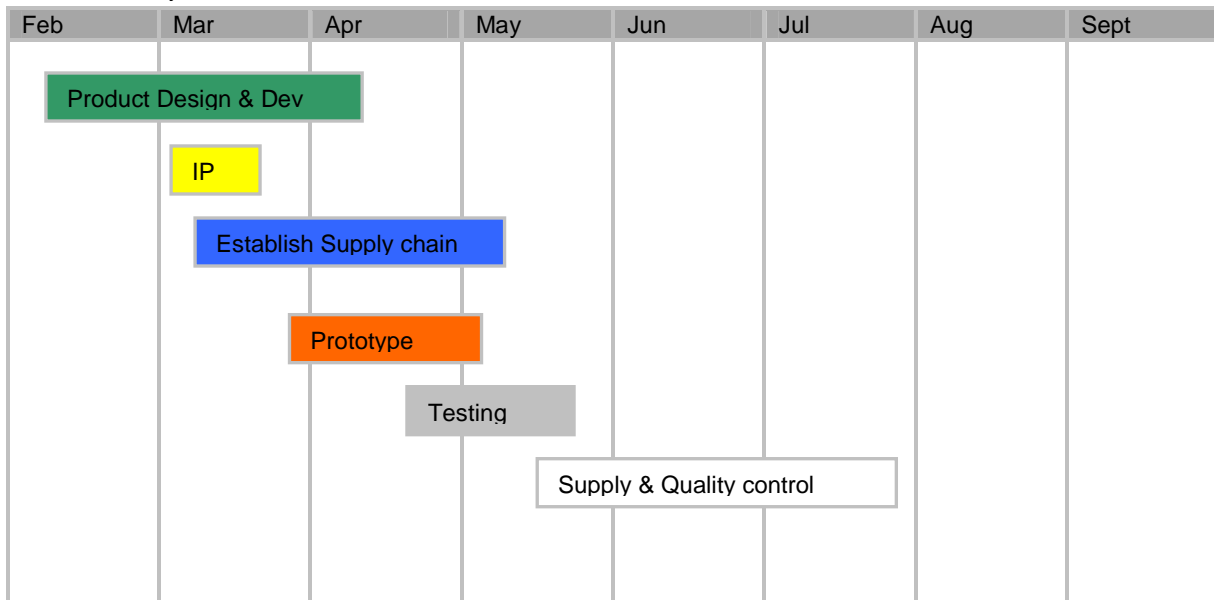 Feb Mar Apr May Jun Jul Aug Sept
Product Design & Dev
IP
Establish Supply chain
Prototype
Testing
Supply & Quality control